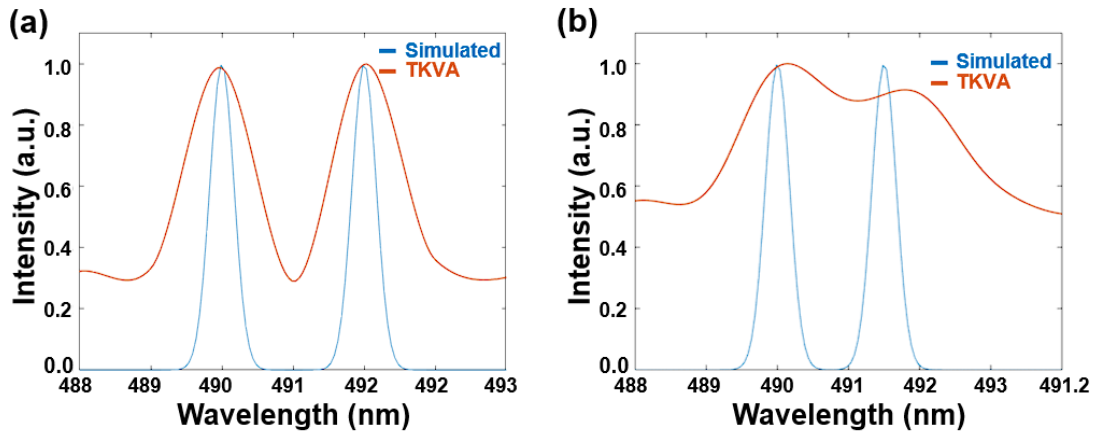 (a)
Simulated
TKVA
1.0
0.8
0.6
0.4
0.2
0.0
Intensity (a.u.)
488 489 490 491 492 492 493
Wavelength (nm)
(b)
Simulated
TKVA
1.0
0.8
0.6
0.4
0.2
0.0
Intensity (a.u.)
488 489 490 491 492 493 491.2
Wavelength (nm)